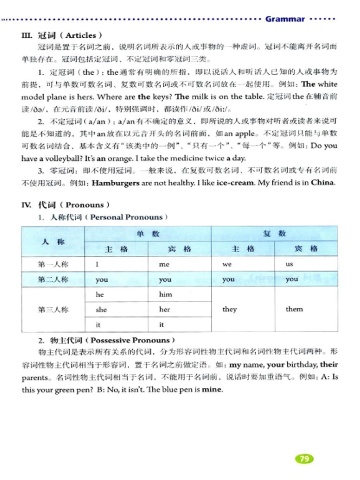 Grammar
III. 冠词 ( Articles )
冠词是置于名词之前，说明名词所表示的人或事物的一种虚词。冠词不能离开名词而
单独存在。冠词包括定冠词、不定冠词和零冠词三类。
1. 定冠词 ( the )：the通常有明确的所指，即以说话人和听话人已知的人或事物为
前提，可与单数可数名词、复数可数名词或不可数名词放在一起使用。例如：The white
model plane is hers. Where are the keys? The milk is on the table. 定冠词the 在辅音前
读/ðə/，在元音前读/ði/，特别强调时，都读作/ði/或/ði:/。
2. 不定冠词 ( a/an )：a/an有不确定的意义，即所说的人或事物对听者或读者来说可
能是不知道的，其中an放在以元音开头的名词前面，如an apple。不定冠词只能与单数
可数名词结合，基本含义有“该类中的一例”、“只有一个”、“每一个”等。例如：Do you
have a volleyball? It's an orange. I take the medicine twice a day.
3. 零冠词：即不使用冠词。一般来说，在复数可数名词、不可数名词或专有名词前
不使用冠词。例如：Hamburgers are not healthy. I like ice-cream. My friend is in China.
IV. 代词 ( Pronouns )
1. 人称代词 ( Personal Pronouns )
人 称 单 数 复 数
主 格 宾 格 主 格 宾 格
第一人称 I me we us
第二人称 you you you you
he him
第三人称 she her they them
it it
2. 物主代词 ( Possessive Pronouns )
物主代词是表示所有关系的代词，分为形容词性物主代词和名词性物主代词两种。形
容词性物主代词相当于形容词，置于名词之前做定语。如：my name, your birthday, their
parents。名词性物主代词相当于名词，不能用于名词前，说话时要加重语气。例如：A: Is
this your green pen? B: No, it isn't. The blue pen is mine.
79